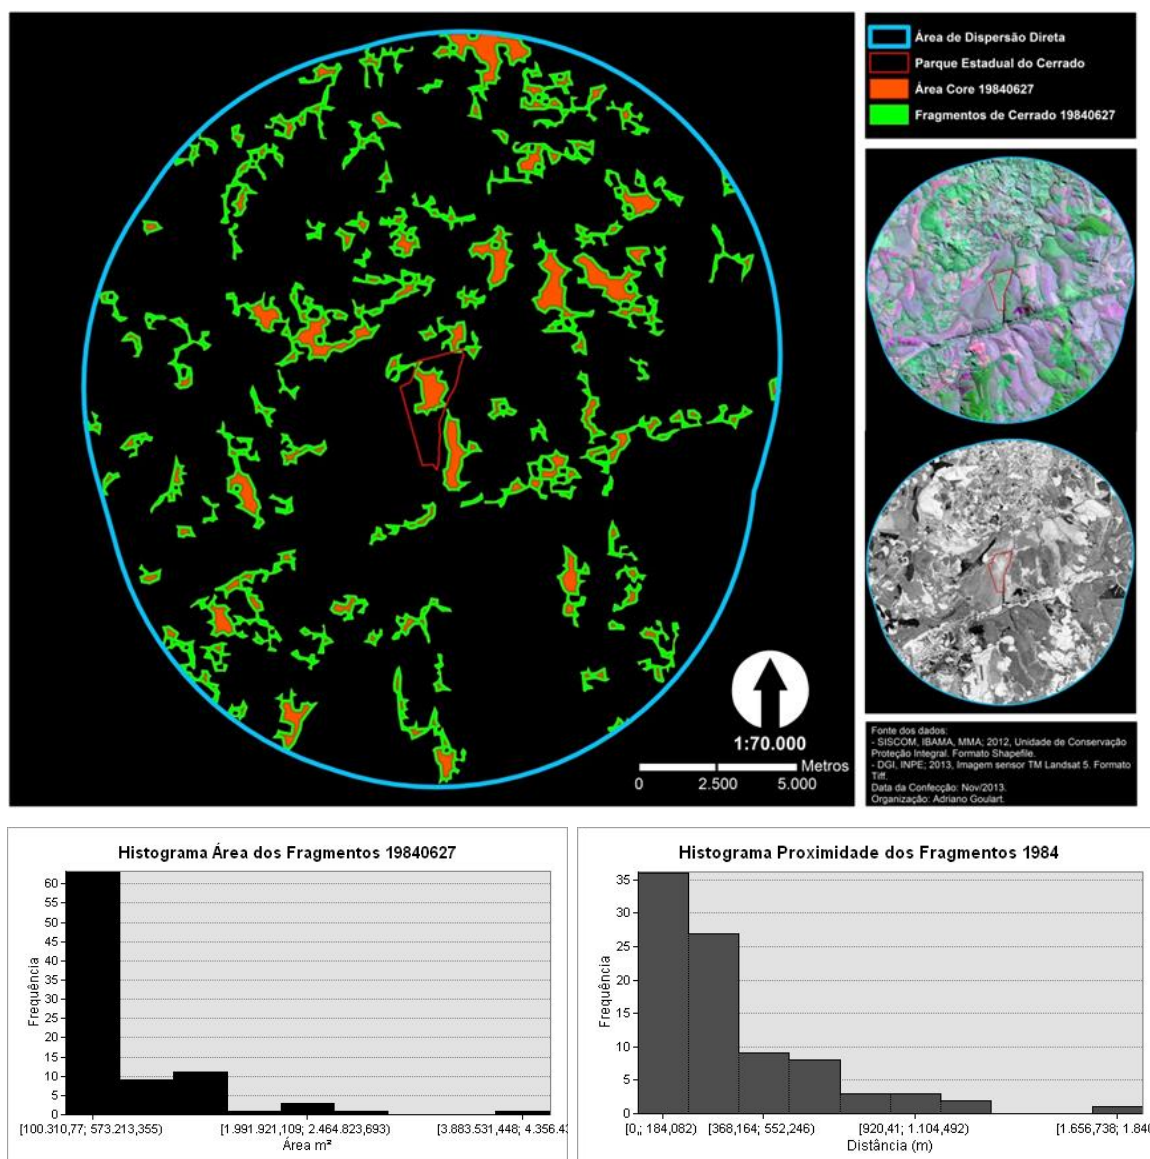 Área de Dispersão Direta
Parque Estadual do Cerrado
Área Core 19840627
Fragmentos de Cerrado 19840627
1:70.000
Metros
0 2.500 5.000
Fonte dos dados:
- SISCOM, IBAMA, MMA; 2012, Unidade de Conservação
Proteção Integral. Formato Shapefile.
- DGI, INPE; 2013, Imagem sensor TM Landsat 5. Formato
Tiff.
Data da Confecção: Nov/2013.
Organização: Adriano Goulart.
Histograma Área dos Fragmentos 19840627
Frequência
60
55
50
45
40
35
30
25
20
15
10
5
0
[100.310,77; 573.213,355) [1.991.921,109; 2.464.823,693) [3.883.531,448; 4.356.43
Área m²
Histograma Proximidade dos Fragmentos 1984
Frequência
35
30
25
20
15
10
5
0
[0,, 184,082) [368,164; 552,246) [920,41; 1.104,492) [1.656,738; 1.840
Distância (m)